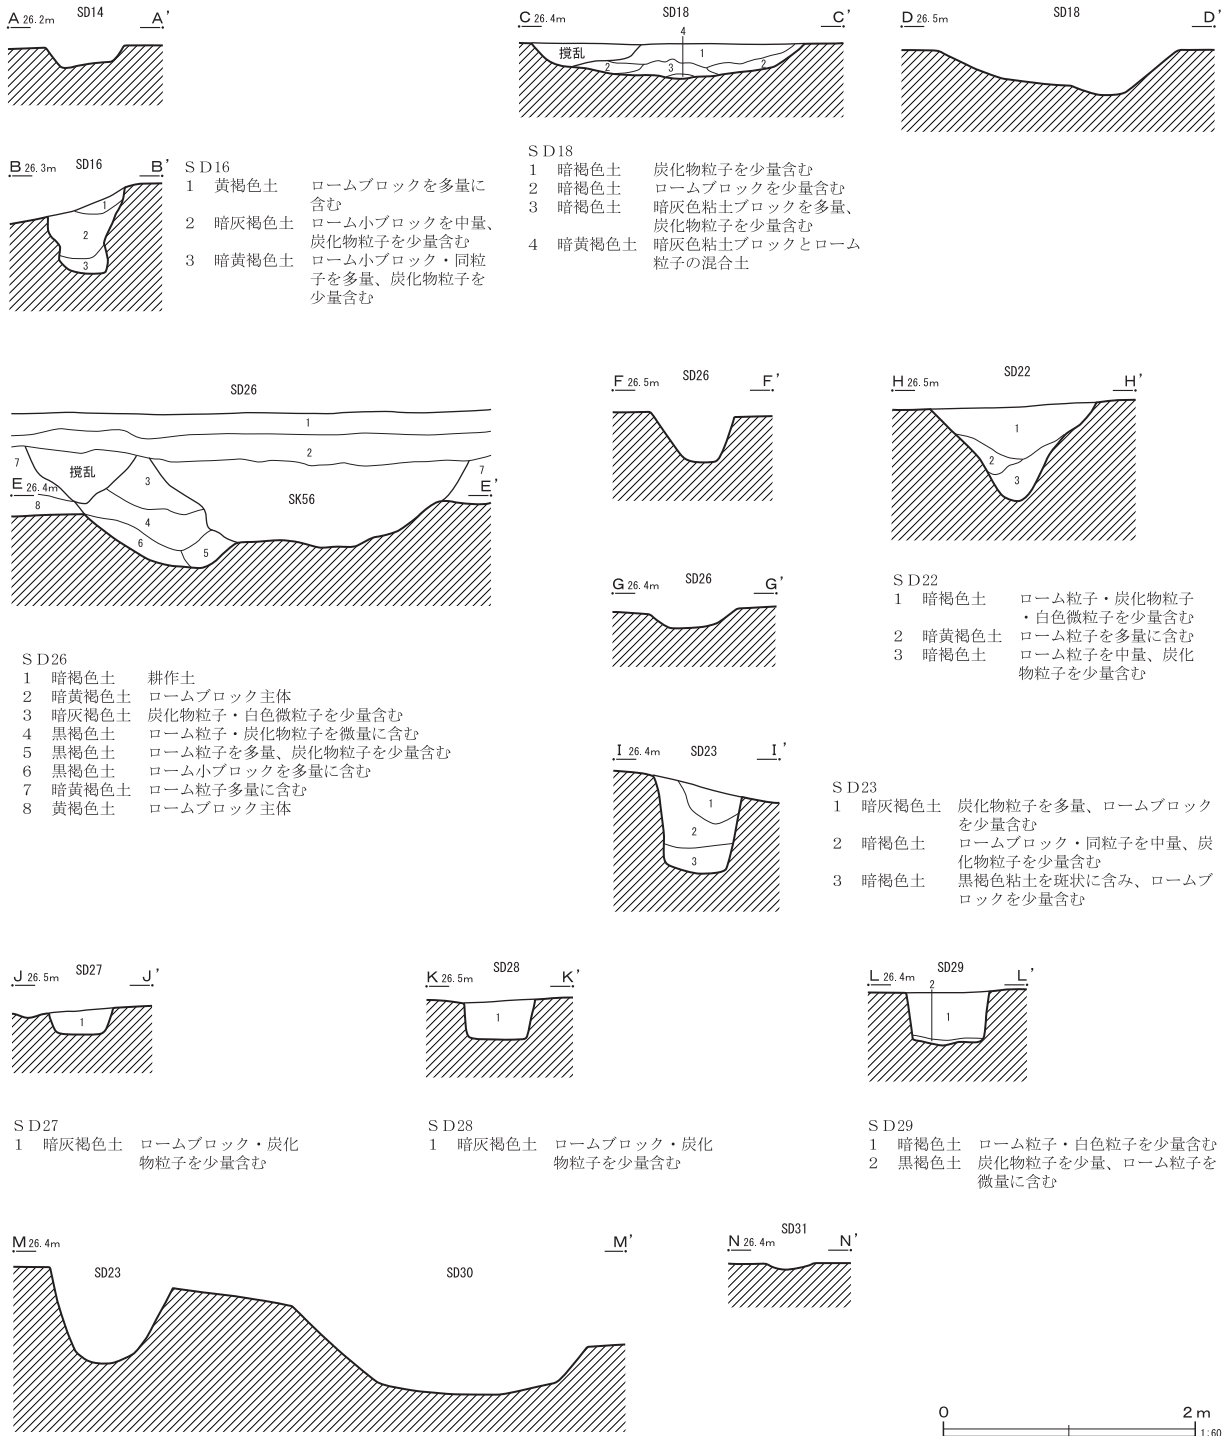 SD14
A 26.2m A'
SD18
C 26.4m C'
4
撹乱 1
2 3 2
SD18
D 26.5m D'
SD16
B 26.3m B'
1
2
3
SD16
1 黄褐色土 ロームブロックを多量に
含む
2 暗灰褐色土 ローム小ブロックを中量、
炭化物粒子を少量含む
3 暗黄褐色土 ローム小ブロック・同粒
子を多量、炭化物粒子を
少量含む
SD18
1 暗褐色土 炭化物粒子を少量含む
2 暗褐色土 ロームブロックを少量含む
3 暗褐色土 暗灰色粘土ブロックを多量、
炭化物粒子を少量含む
4 暗黄褐色土 暗灰色粘土ブロックとローム
粒子の混合土
SD26
1
2
7 撹乱 3 7
E 26.4m SK56 E'
8 4
6 5
SD26
F 26.5m F'
SD22
H 26.5m H'
1
2
3
SD26
G 26.4m G'
SD22
1 暗褐色土 ローム粒子・炭化物粒子
・白色微粒子を少量含む
2 暗黄褐色土 ローム粒子を多量に含む
3 暗褐色土 ローム粒子を中量、炭化
物粒子を少量含む
SD26
1 暗褐色土 耕作土
2 暗黄褐色土 ロームブロック主体
3 暗灰褐色土 炭化物粒子・白色微粒子を少量含む
4 黒褐色土 ローム粒子・炭化物粒子を微量に含む
5 黒褐色土 ローム粒子を多量、炭化物粒子を少量含む
6 黒褐色土 ローム小ブロックを多量に含む
7 暗黄褐色土 ローム粒子多量に含む
8 黄褐色土 ロームブロック主体
SD23
I 26.4m I'
1
2
3
SD23
1 暗灰褐色土 炭化物粒子を多量、ロームブロック
を少量含む
2 暗褐色土 ロームブロック・同粒子を中量、炭
化物粒子を少量含む
3 暗褐色土 黒褐色粘土を斑状に含み、ロームブ
ロックを少量含む
SD27
J 26.5m J'
1
SD28
K 26.5m K'
1
SD29
L 26.4m L'
2
1
SD27
1 暗灰褐色土 ロームブロック・炭化
物粒子を少量含む
SD28
1 暗灰褐色土 ロームブロック・炭化
物粒子を少量含む
SD29
1 暗褐色土 ローム粒子・白色粒子を少量含む
2 黒褐色土 炭化物粒子を少量、ローム粒子を
微量に含む
M 26.4m M'
SD23 SD30
SD31
N 26.4m N'
0 2m
1:60